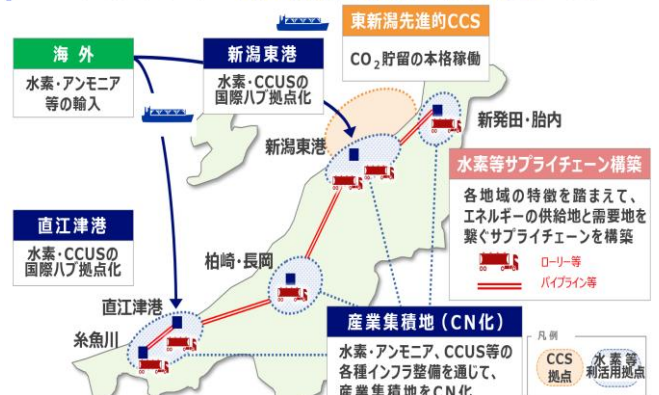 東新潟先進的CCS
CO₂貯留の本格稼働
海 外
水素・アンモニア
等の輸入
新潟東港
水素・CCUSの
国際ハブ拠点化
新発田・胎内
新潟東港
水素等サプライチェーン構築
各地域の特徴を踏まえて、
エネルギーの供給地と需要地を
繋ぐサプライチェーンを構築
ローリー等
パイプライン等
直江津港
水素・CCUSの
国際ハブ拠点化
柏崎・長岡
直江津港
糸魚川
産業集積地（CN化）
水素・アンモニア、CCUS等の
各種インフラ整備を通じて、
産業集積地をCN化
凡例
CCS
拠点
水素等
利活用拠点